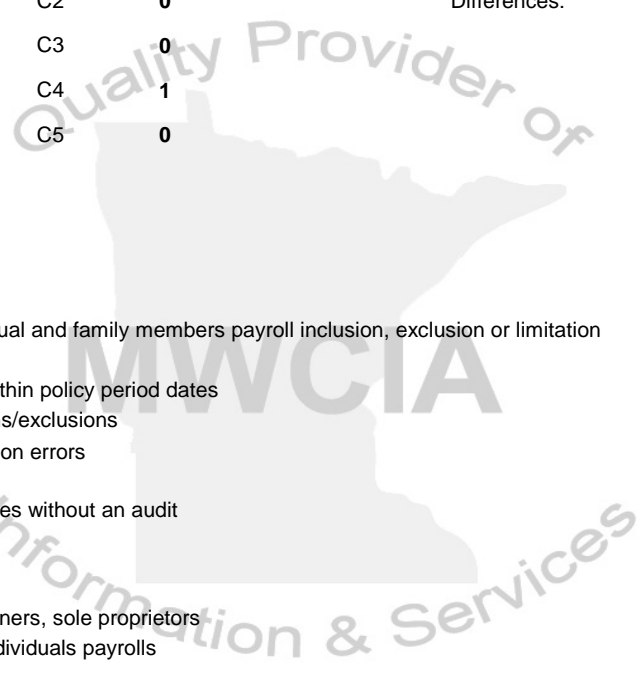 C2 0 Differences:
C3 0
C4 1
C5 0
Quality Provider of
ual and family members payroll inclusion, exclusion or limitation
MWCIA
thin policy period dates
s/exclusions
on errors
es without an audit
Information & Services
ners, sole proprietors
dividuals payrolls